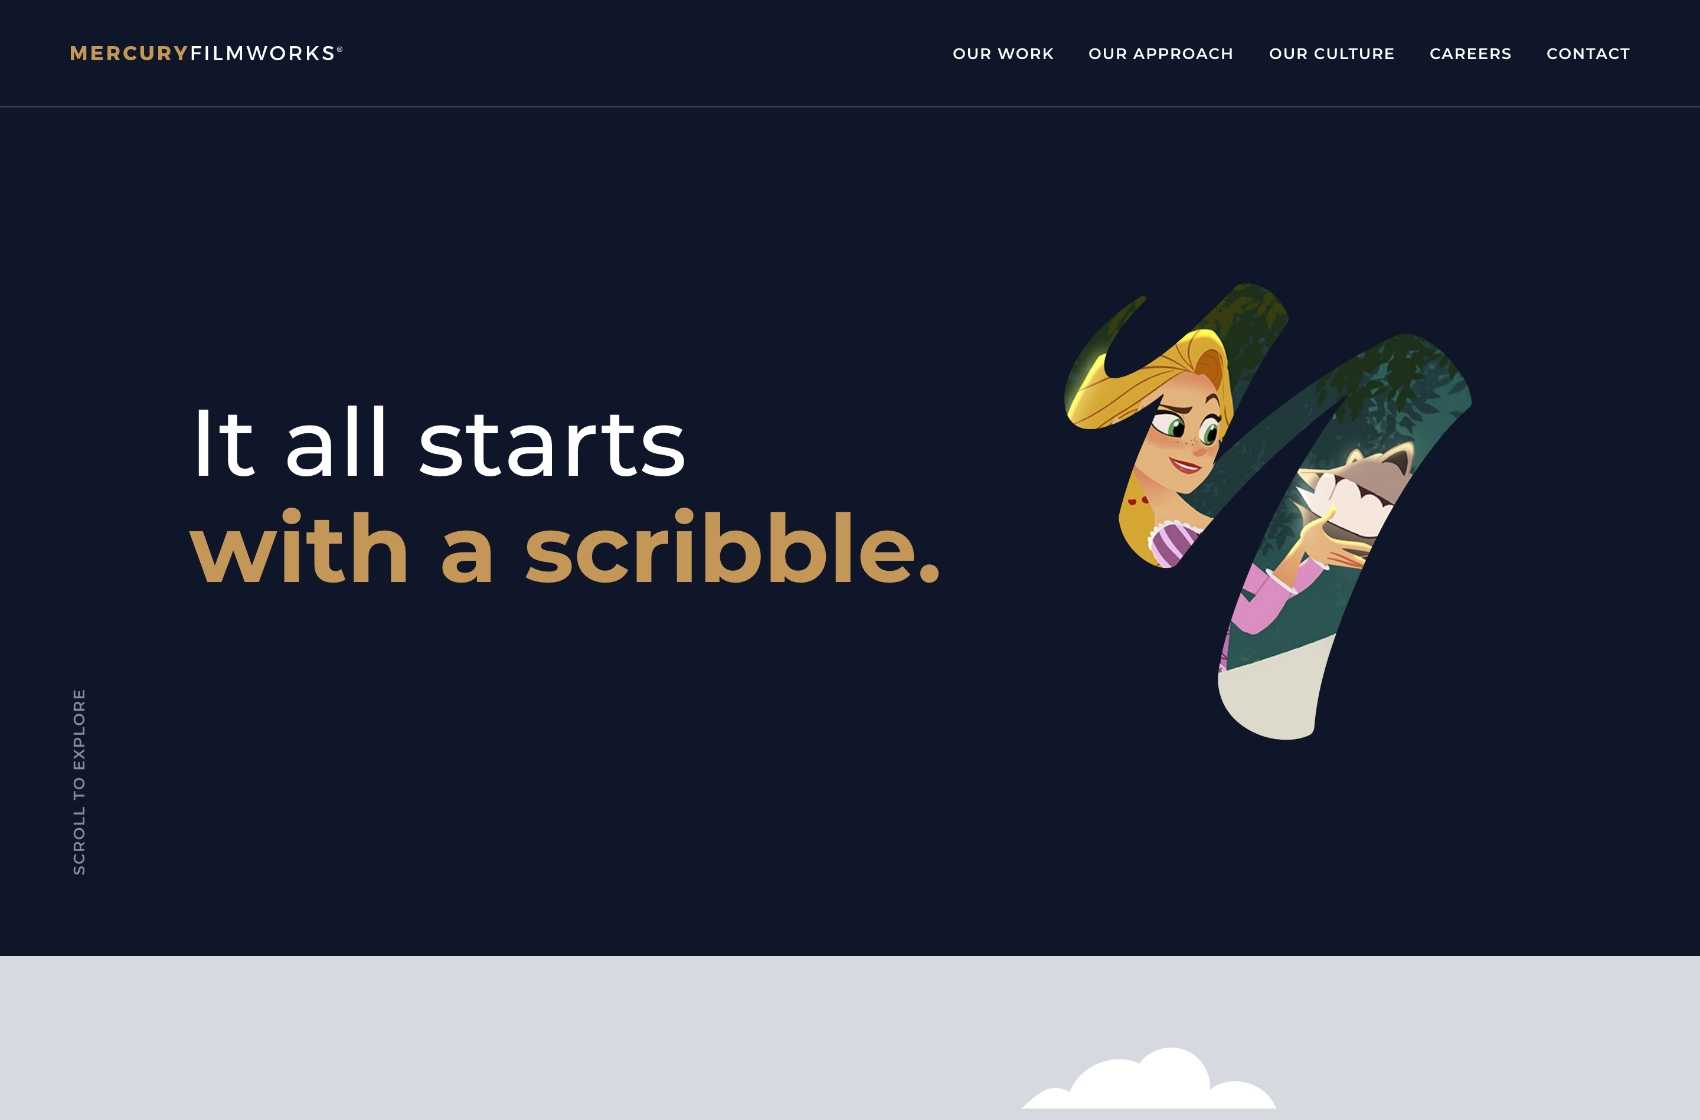 MERCURYFILMWORKS®
OUR WORK
OUR APPROACH
OUR CULTURE
CAREERS
CONTACT
It all starts
with a scribble.
SCROLL TO EXPLORE